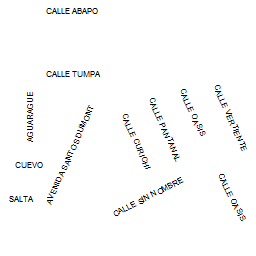 CALLE ABAPO
CALLE TUMPA
AGUARAGUE
AVENIDA SANTOS DUMONT
CALLE CURICHI
CALLE PANTANAL
CALLE OASIS
CALLE VERTIENTE
CUEVO
SALTA
CALLE SIN NOMBRE
CALLE OASIS